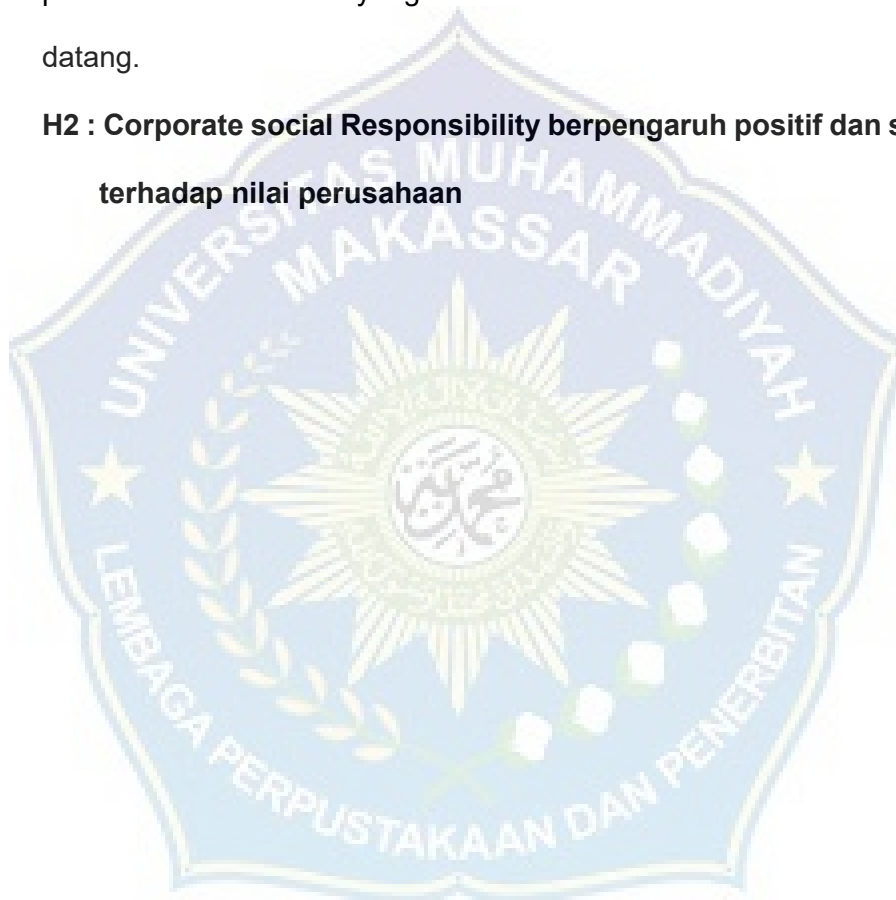 datang.
H2 : Corporate social Responsibility berpengaruh positif dan
terhadap nilai perusahaan
UNIVERSITAS MUHAMMADIYAH
MAKASSAR
LEMBAGA PERPUSTAKAAN DAN PENERBITAN